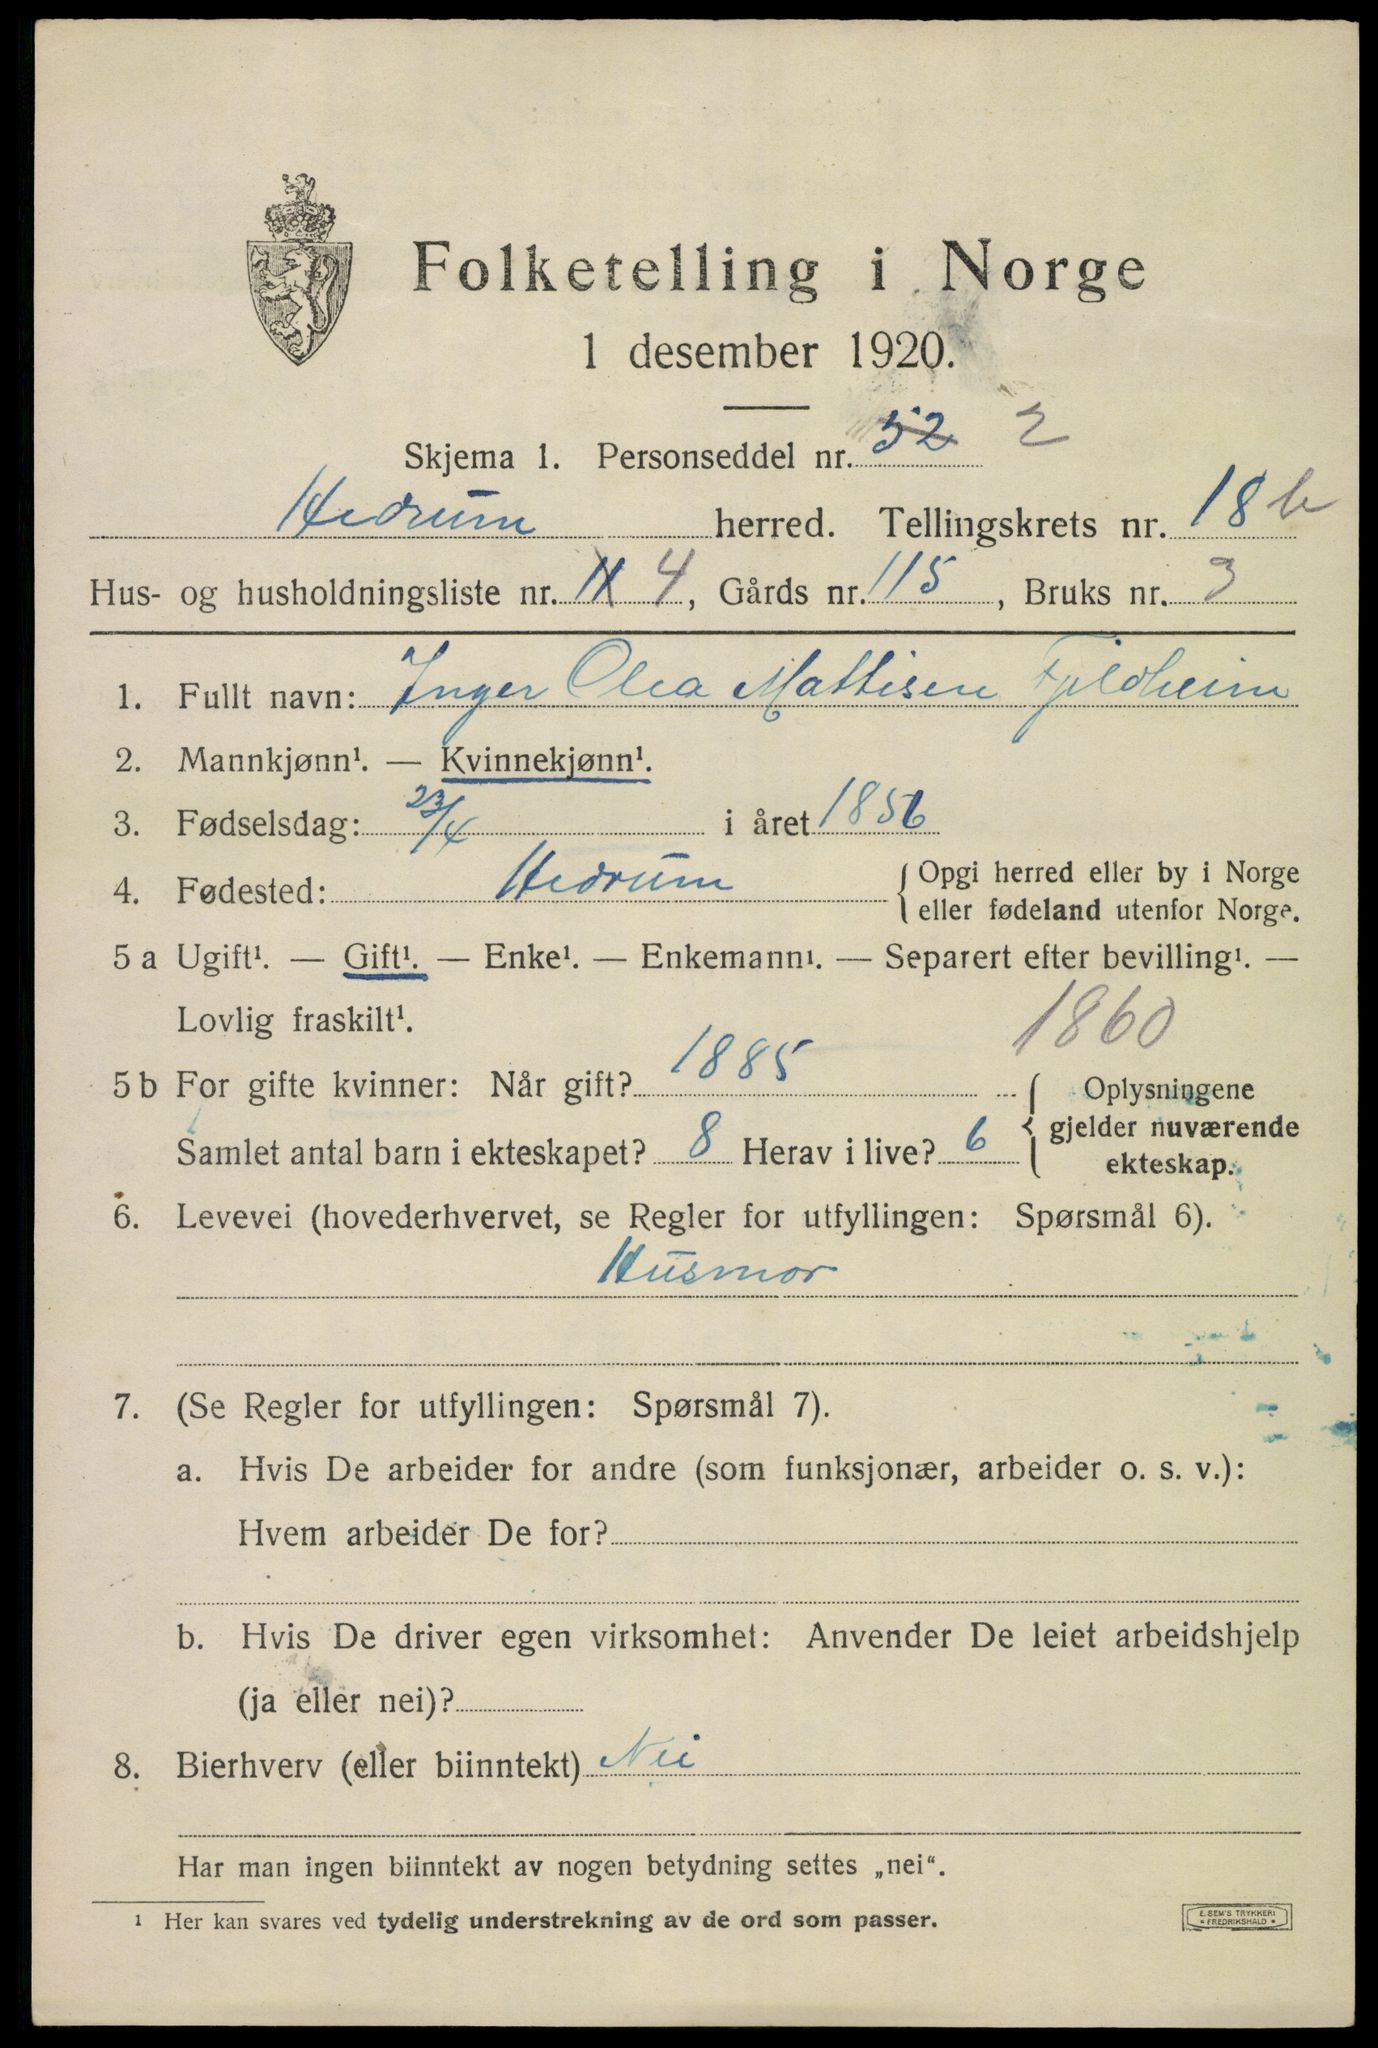 Folketelling i Norge
1 desember 1920.
Skjema 1. Personseddel nr. 52 2
Hedrum herred. Tellingskrets nr. 18 b
Hus- og husholdningsliste nr. 11 4, Gårds nr. 115, Bruks nr. 3
1. Fullt navn: Inger Olea Mathisen Fjeldheim
2. Mannkjønn¹. — Kvinnekjønn¹.
3. Fødselsdag: 23/4 i året
4. Fødested: Hedrum { Opgi herred eller by i Norge
eller fødeland utenfor Norge.
5 a Ugift¹. — Gift¹. — Enke¹. — Enkemann¹. — Separert efter bevilling¹. —
Lovlig fraskilt¹. 1860
5 b For gifte kvinner: Når gift? 1885 { Oplysningene
gjelder nuværende
ekteskap.
Samlet antal barn i ekteskapet? 8 Herav i live? 6
6. Levevei (hovederhvervet, se Regler for utfyllingen: Spørsmål 6).
Husmor
7. (Se Regler for utfyllingen: Spørsmål 7).
a. Hvis De arbeider for andre (som funksjonær, arbeider o. s. v.):
Hvem arbeider De for?
b. Hvis De driver egen virksomhet: Anvender De leiet arbeidshjelp
(ja eller nei)?
8. Bierhverv (eller biinntekt) Nei
Har man ingen biinntekt av nogen betydning settes „nei“.
¹ Her kan svares ved tydelig understrekning av de ord som passer.
E. SEM'S TRYKKERI
FREDRIKSHALD